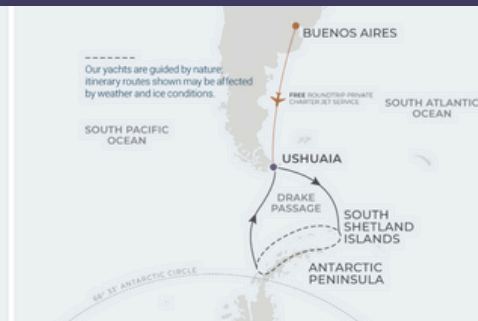 BUENOS AIRES
Our yachts are guided by nature;
itinerary routes shown may be affected
by weather and ice conditions.
FREE ROUNDTRIP PRIVATE
CHARTER JET SERVICE
SOUTH ATLANTIC
OCEAN
SOUTH PACIFIC
OCEAN
USHUAIA
DRAKE
PASSAGE
SOUTH
SHETLAND
ISLANDS
ANTARCTIC
PENINSULA
66° 33' ANTARCTIC CIRCLE